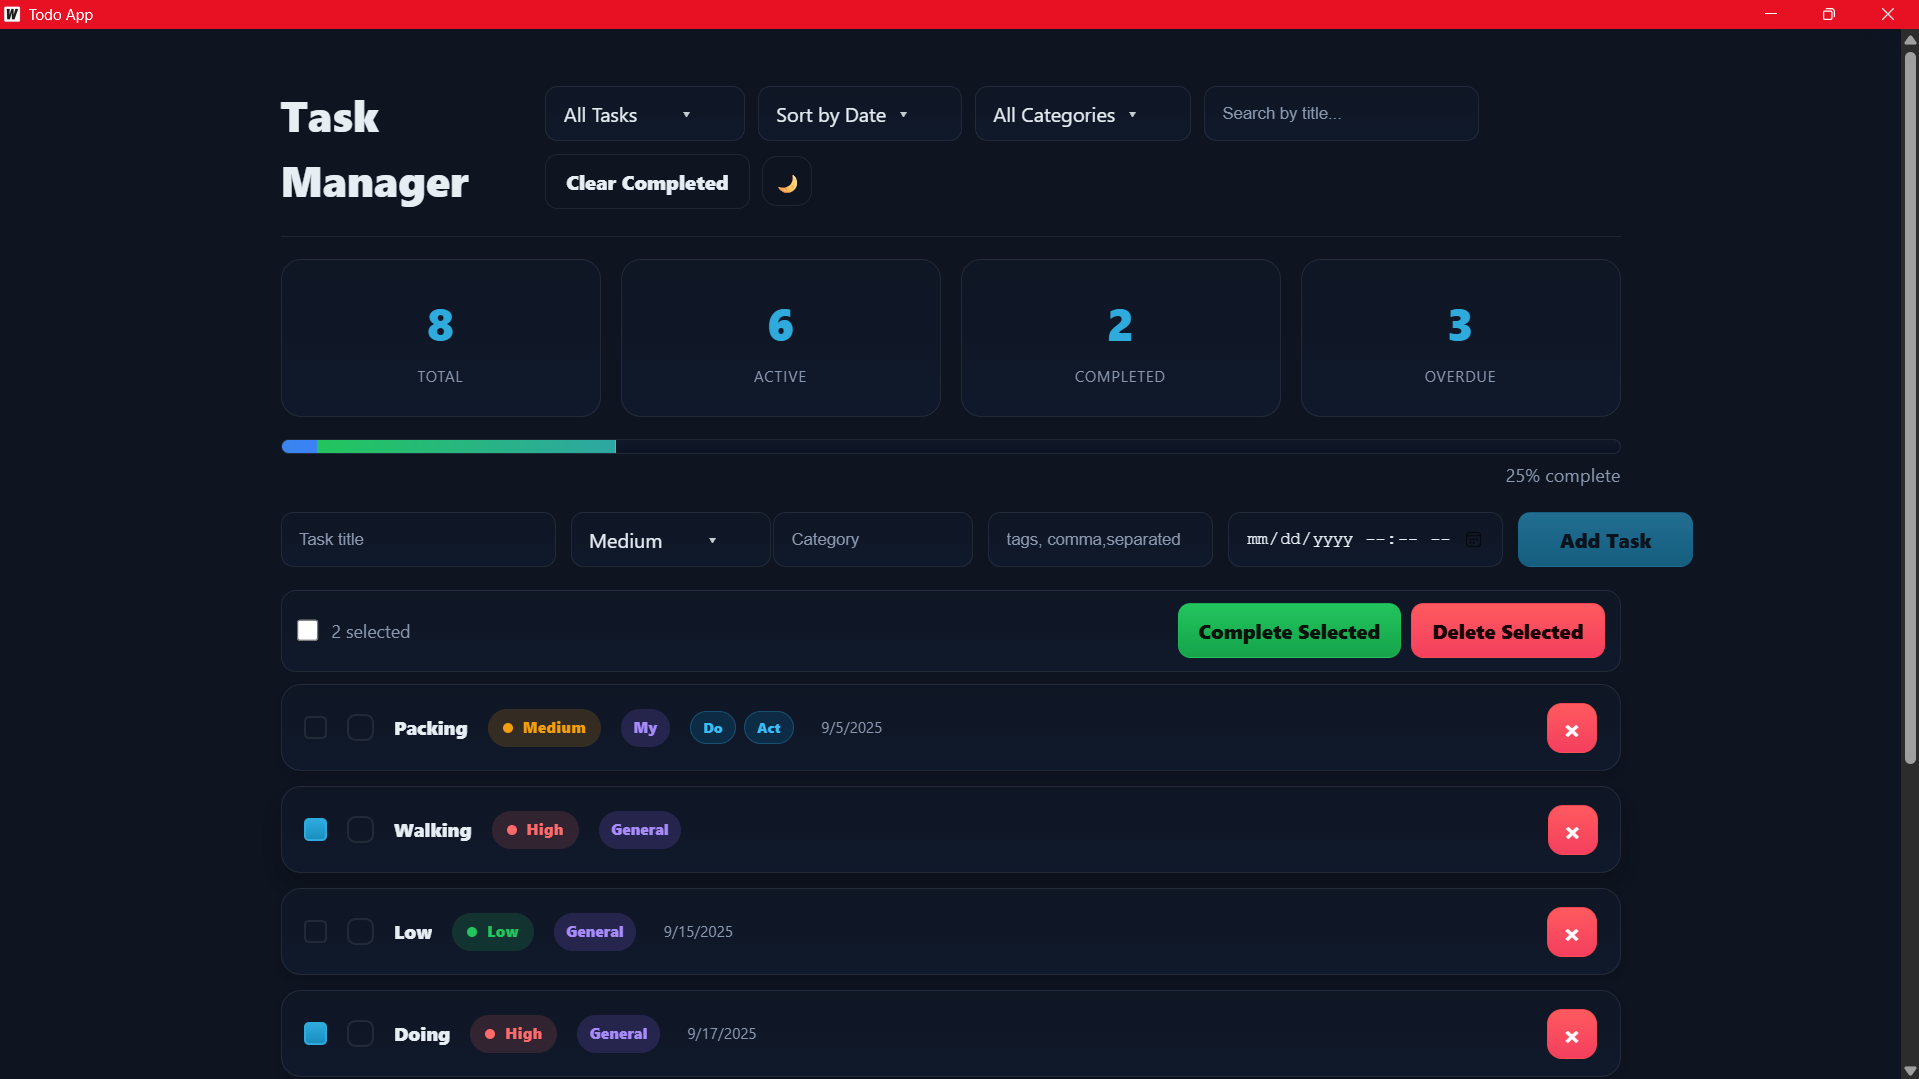 Todo App
Task
Manager
All Tasks
Sort by Date
All Categories
Search by title...
Clear Completed
8
TOTAL
6
ACTIVE
2
COMPLETED
3
OVERDUE
25% complete
Task title
Medium
Category
tags, comma,separated
mm/dd/yyyy --:-- --
Add Task
2 selected
Complete Selected
Delete Selected
Packing Medium My Do Act 9/5/2025
Walking High General
Low Low General 9/15/2025
Doing High General 9/17/2025